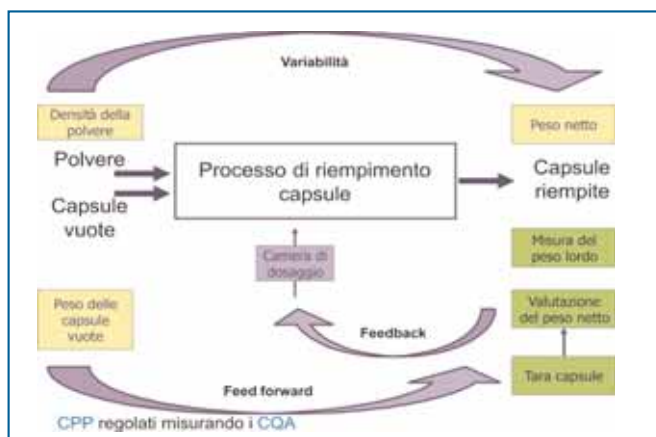 Variabilità
Densità della
polvere
Peso netto
Polvere
Capsule
vuote
Processo di riempimento
capsule
Capsule
riempite
Misura del
peso lordo
Camera di
dosaggio
Peso delle
capsule
vuote
Valutazione
del peso netto
Feedback
Tara capsule
Feed forward
CPP regolati misurando i CQA